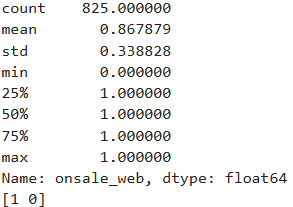 count    825.000000
mean       0.867879
std        0.338828
min        0.000000
25%        1.000000
50%        1.000000
75%        1.000000
max        1.000000
Name: onsale_web, dtype: float64
[1 0]